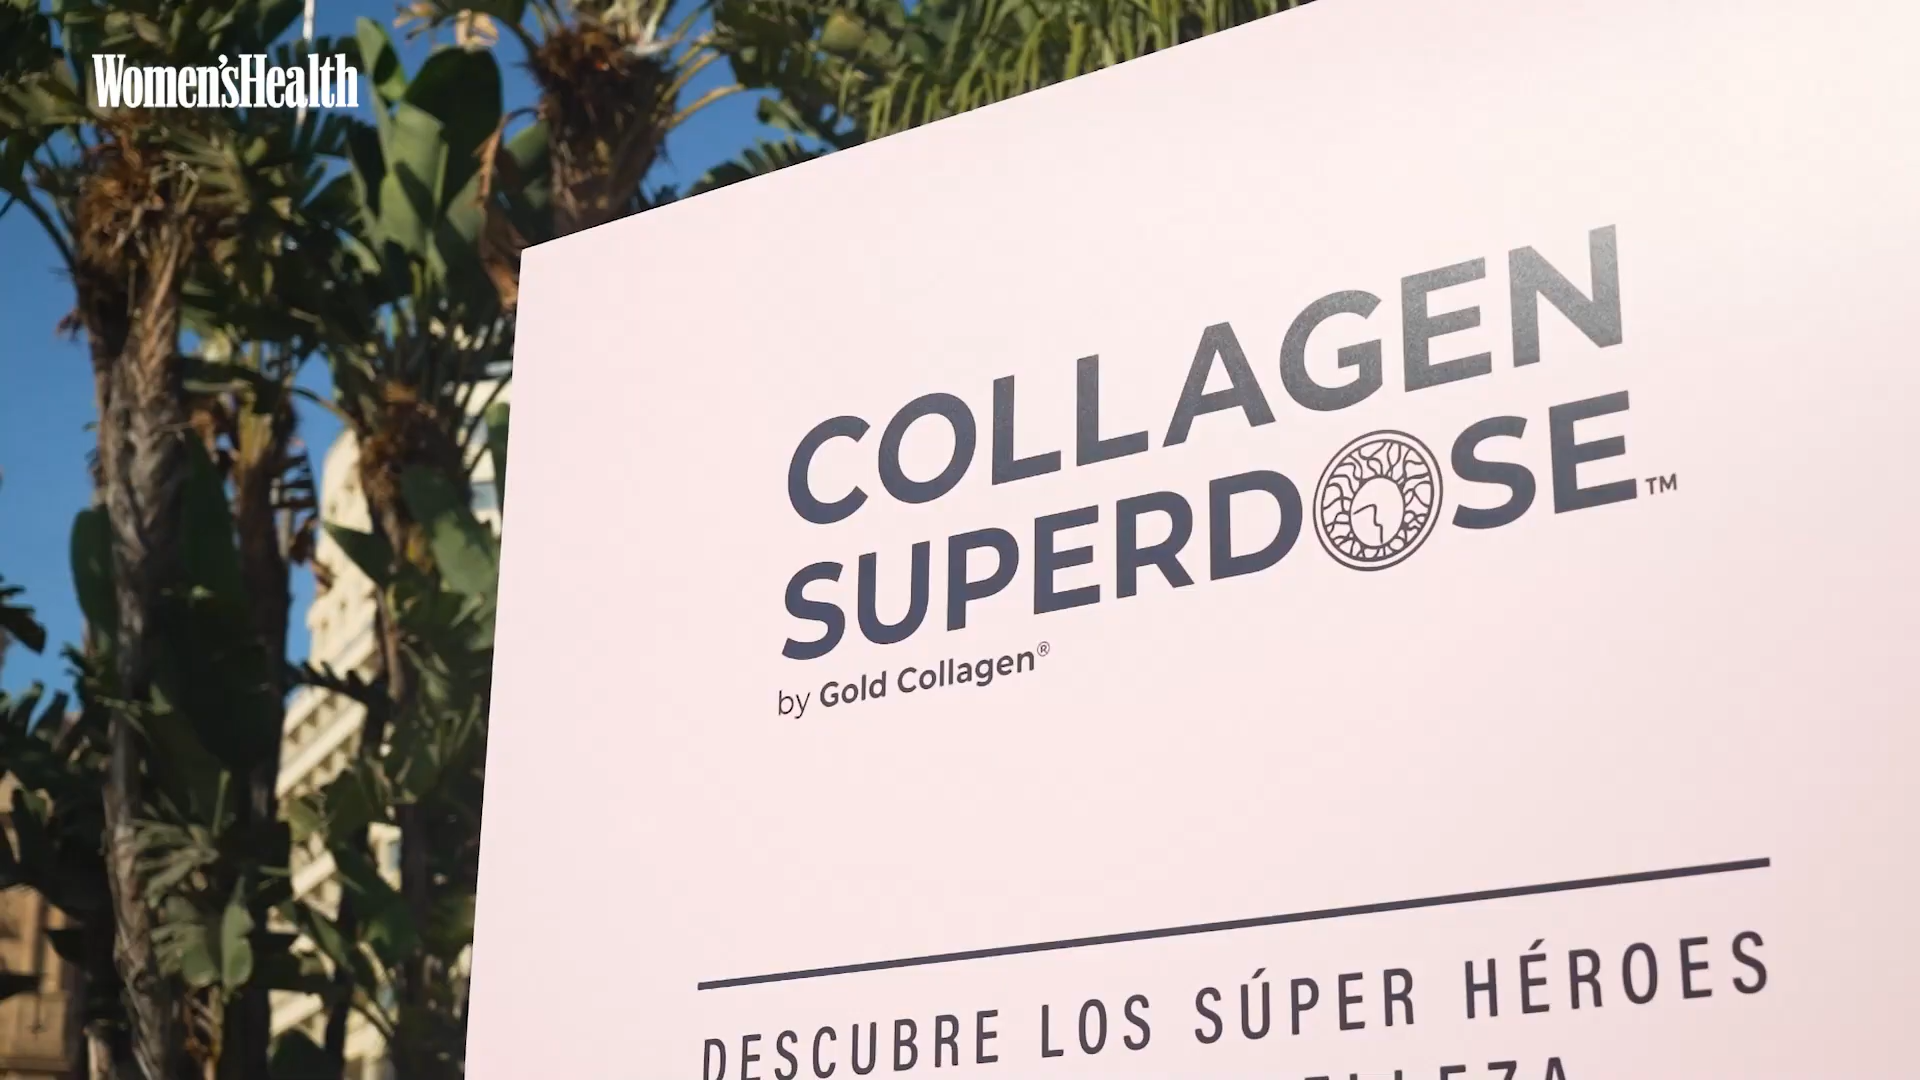 Women'sHealth
COLLAGEN
SUPERDOSE™
by Gold Collagen®
DESCUBRE LOS SÚPER HÉROES